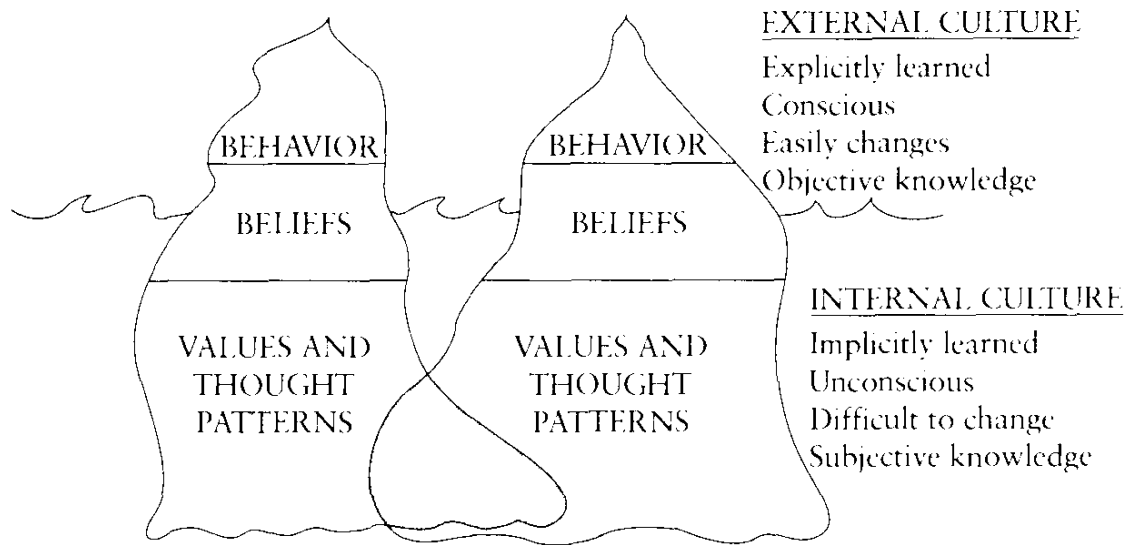 EXTERNAL CULTURE
Explicitly learned
Conscious
Easily changes
Objective knowledge
BEHAVIOR
BEHAVIOR
BELIEFS
BELIEFS
VALUES AND
THOUGHT
PATTERNS
VALUES AND
THOUGHT
PATTERNS
INTERNAL CULTURE
Implicitly learned
Unconscious
Difficult to change
Subjective knowledge